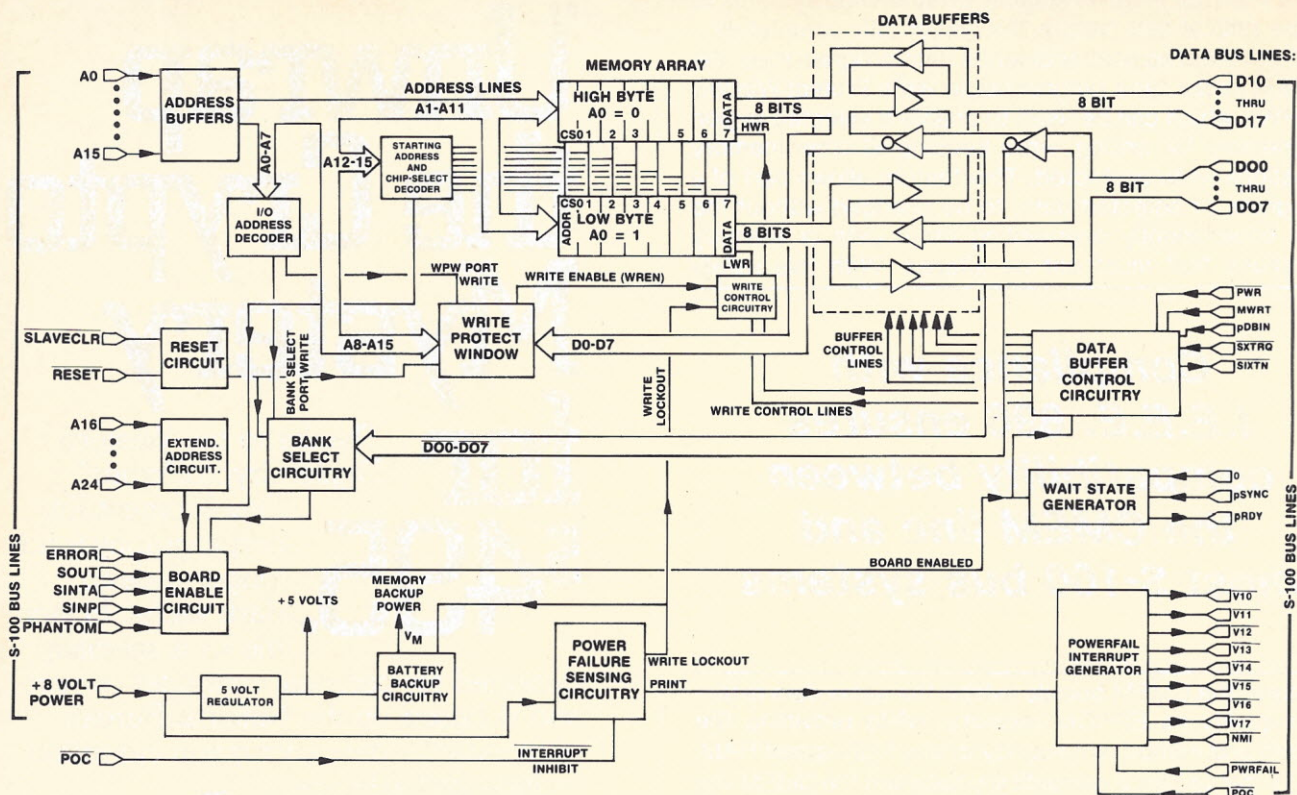 DATA BUFFERS
DATA BUS LINES:
MEMORY ARRAY
S-100 BUS LINES
A0
A15
ADDRESS
BUFFERS
ADDRESS LINES
A1-A11
A0-A7
A12-15
STARTING
ADDRESS
AND
CHIP-SELECT
DECODER
HIGH BYTE
A0 = 0
CS0 1 2 3 5 6 7
DATA
HWR
8 BITS
8 BIT
D10
THRU
D17
ADDR
CS0 1 2 3 4 5 6 7
LOW BYTE
A0 = 1
DATA
LWR
8 BITS
8 BIT
DO0
THRU
DO7
I/O
ADDRESS
DECODER
WPW PORT
WRITE
WRITE ENABLE (WREN)
WRITE
CONTROL
CIRCUITRY
WRITE
PROTECT
WINDOW
A8-A15
D0-D7
BUFFER
CONTROL
LINES
WRITE CONTROL LINES
DATA
BUFFER
CONTROL
CIRCUITRY
PWR
MWRT
pDBIN
SXTRQ
SIXTN
SLAVECLR
RESET
RESET
CIRCUIT
BANK SELECT
PORT WRITE
WRITE
LOCKOUT
A16
A24
EXTEND.
ADDRESS
CIRCUIT.
BANK
SELECT
CIRCUITRY
DO0-DO7
WAIT STATE
GENERATOR
0
pSYNC
pRDY
ERROR
SOUT
SINTA
SINP
PHANTOM
BOARD
ENABLE
CIRCUIT
BOARD ENABLED
+5 VOLTS
MEMORY
BACKUP
POWER
VM
+8 VOLT
POWER
5 VOLT
REGULATOR
BATTERY
BACKUP
CIRCUITRY
POWER
FAILURE
SENSING
CIRCUITRY
WRITE LOCKOUT
PRINT
POWERFAIL
INTERRUPT
GENERATOR
V10
V11
V12
V13
V14
V15
V16
V17
NMI
PWRFAIL
POC
POC
INTERRUPT
INHIBIT
S-100 BUS LINES